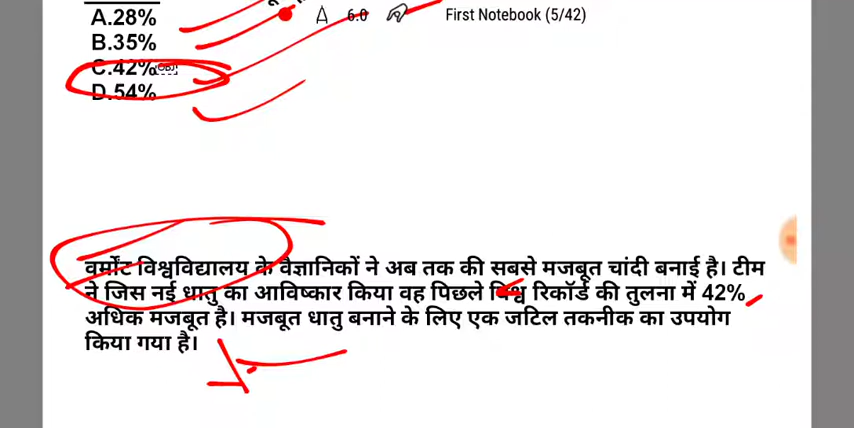 A.28%
A 6.0 First Notebook (5/42)
B.35%
C.42% OBJ
D.54%
वर्मोंट विश्वविद्यालय के वैज्ञानिकों ने अब तक की सबसे मजबूत चांदी बनाई है। टीम
ने जिस नई धातु का आविष्कार किया वह पिछले विश्व रिकॉर्ड की तुलना में 42%
अधिक मजबूत है। मजबूत धातु बनाने के लिए एक जटिल तकनीक का उपयोग
किया गया है।